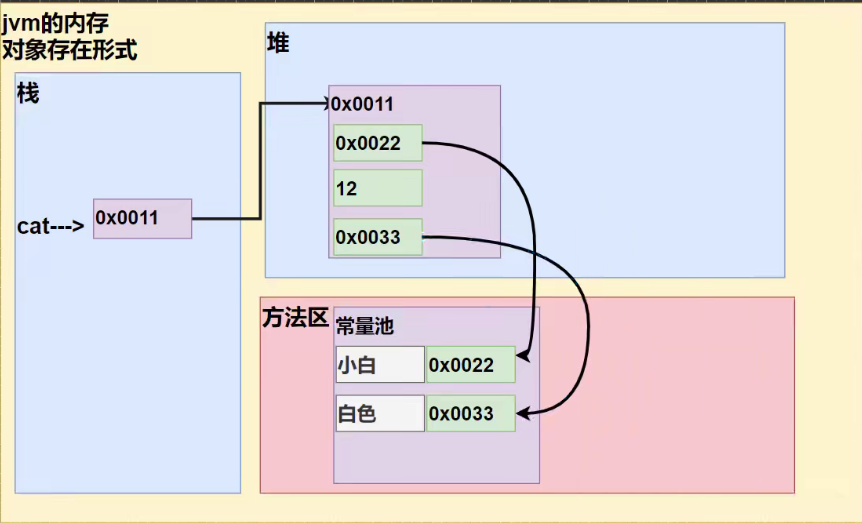 jvm的内存
对象存在形式
栈
cat--->
0x0011
堆
0x0011
0x0022
12
0x0033
方法区
常量池
小白
0x0022
白色
0x0033